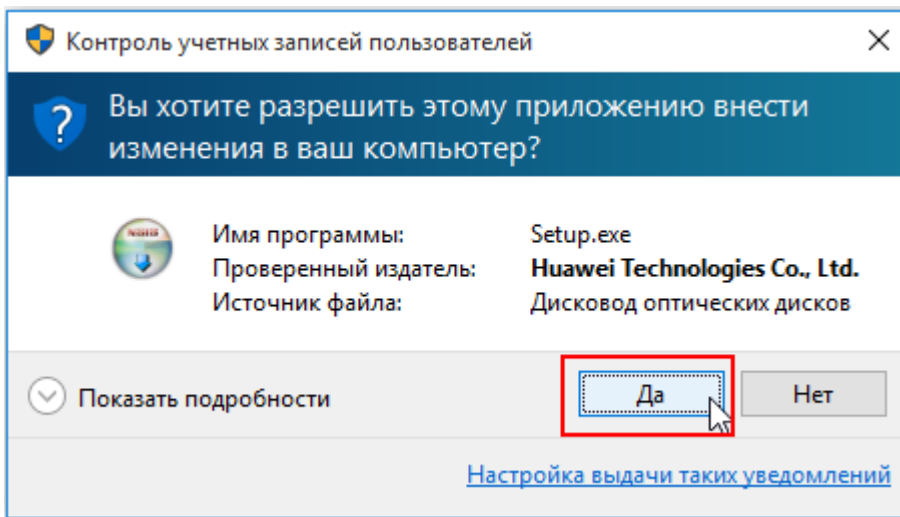 Контроль учетных записей пользователей
Вы хотите разрешить этому приложению внести
изменения в ваш компьютер?
Имя программы: Setup.exe
Проверенный издатель: Huawei Technologies Co., Ltd.
Источник файла: Дисковод оптических дисков
Показать подробности
Да
Нет
Настройка выдачи таких уведомлений